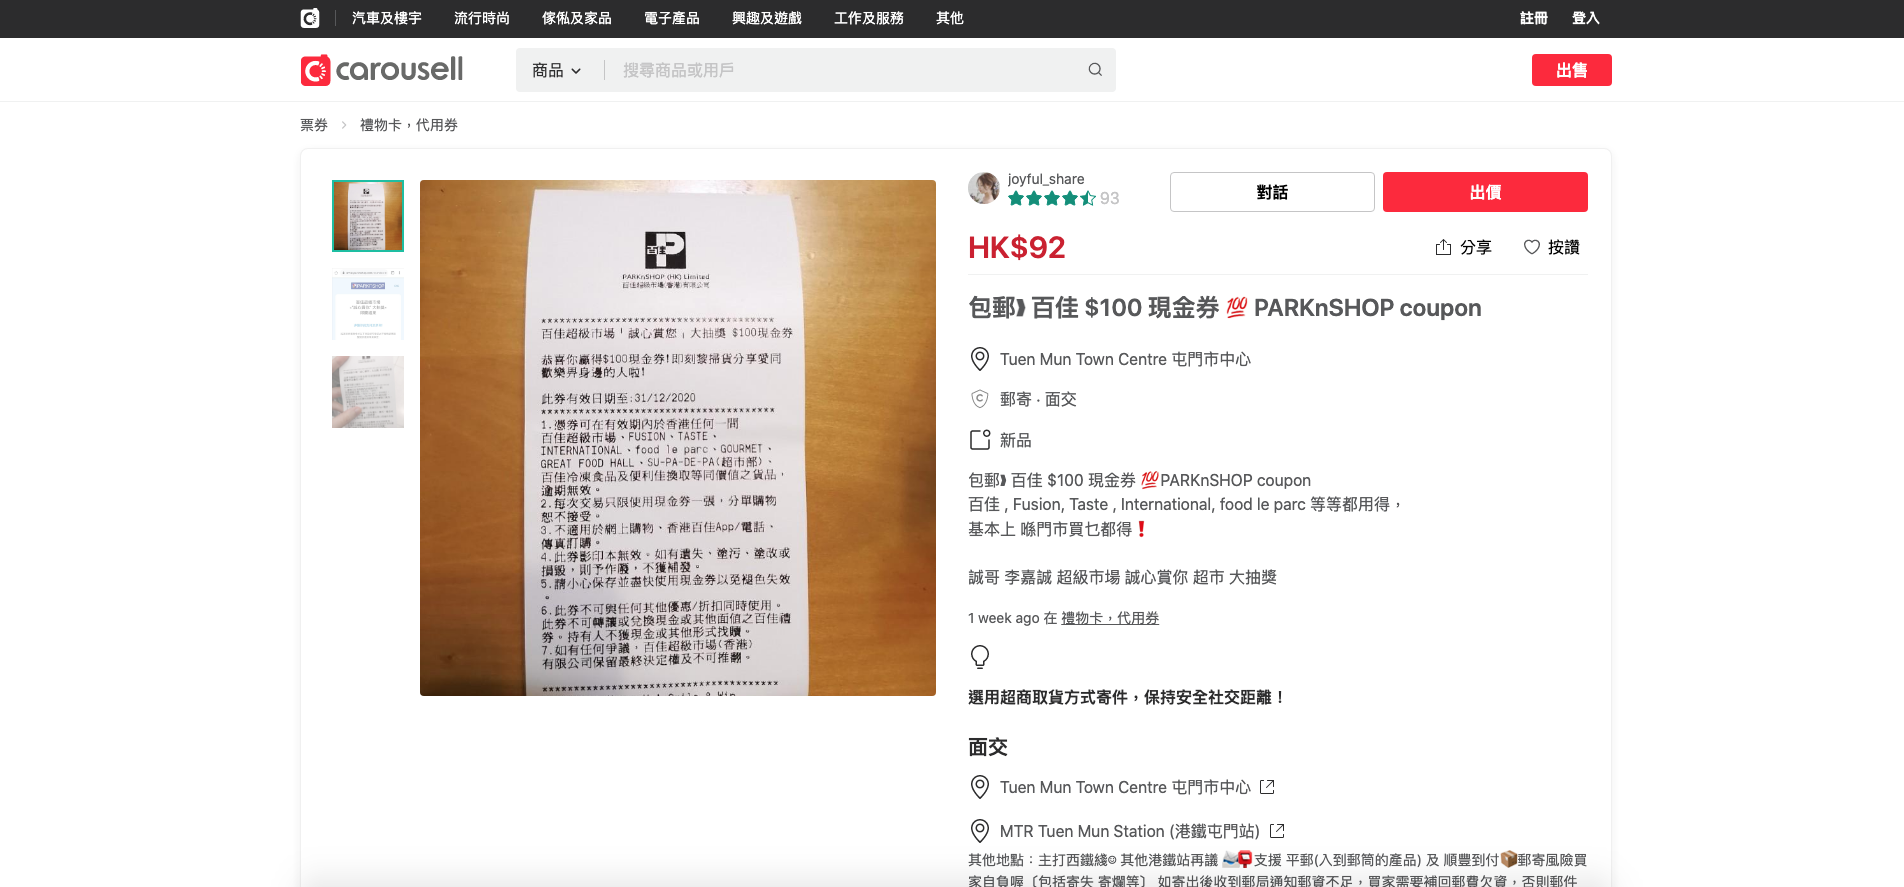 汽車及樓宇 流行時尚 傢俬及家品 電子產品 興趣及遊戲 工作及服務 其他 註冊 登入
carousell 商品 搜尋商品或用戶 出售
票券 禮物卡，代用券
PARKnSHOP (HK) Limited
百佳超級市場(香港)有限公司
***************************************
百佳超級市場「誠心賞您」大抽獎 $100現金券
恭喜你贏得$100現金券!即刻黎掃貨分享愛同
歡樂畀身邊的人啦!
此券有效日期至:31/12/2020
***************************************
1.憑券可在有效期內於香港任何一間
百佳超級市場、FUSION、TASTE、
INTERNATIONAL、food le parc、GOURMET、
GREAT FOOD HALL、SU-PA-DE-PA(超市部)、
百佳冷凍食品及便利佳換取等同價值之貨品，
逾期無效。
2.每次交易只限使用現金券一張，分單購物
恕不接受。
3.不適用於網上購物、香港百佳App/電話、
傳真訂購。
4.此券影印本無效。如有遺失、塗污、塗改或
損毀，則予作廢，不獲補發。
5.請小心保存並盡快使用現金券以免褪色失效
。
6.此券不可與任何其他優惠/折扣同時使用。
此券不可轉讓或兌換現金或其他面值之百佳禮
券。持有人不獲現金或其他形式找贖。
7.如有任何爭議，百佳超級市場(香港)
有限公司保留最終決定權及不可推翻。
***************************************
joyful_share
93
對話 出價
HK$92
分享 按讚
包郵⟫ 百佳 $100 現金券 💯 PARKnSHOP coupon
Tuen Mun Town Centre 屯門市中心
郵寄 · 面交
新品
包郵⟫ 百佳 $100 現金券 💯PARKnSHOP coupon
百佳 , Fusion, Taste , International, food le parc 等等都用得，
基本上 喺門市買乜都得❗
誠哥 李嘉誠 超級市場 誠心賞你 超市 大抽獎
1 week ago 在 禮物卡，代用券
選用超商取貨方式寄件，保持安全社交距離！
面交
Tuen Mun Town Centre 屯門市中心
MTR Tuen Mun Station (港鐵屯門站)
其他地點：主打西鐵綫☺ 其他港鐵站再議 📮支援 平郵(入到郵筒的產品) 及 順豐到付📦郵寄風險買
家自負喔〔包括寄失 寄爛等〕 如寄出後收到郵局通知郵資不足，買家需要補回郵費欠資，否則郵件